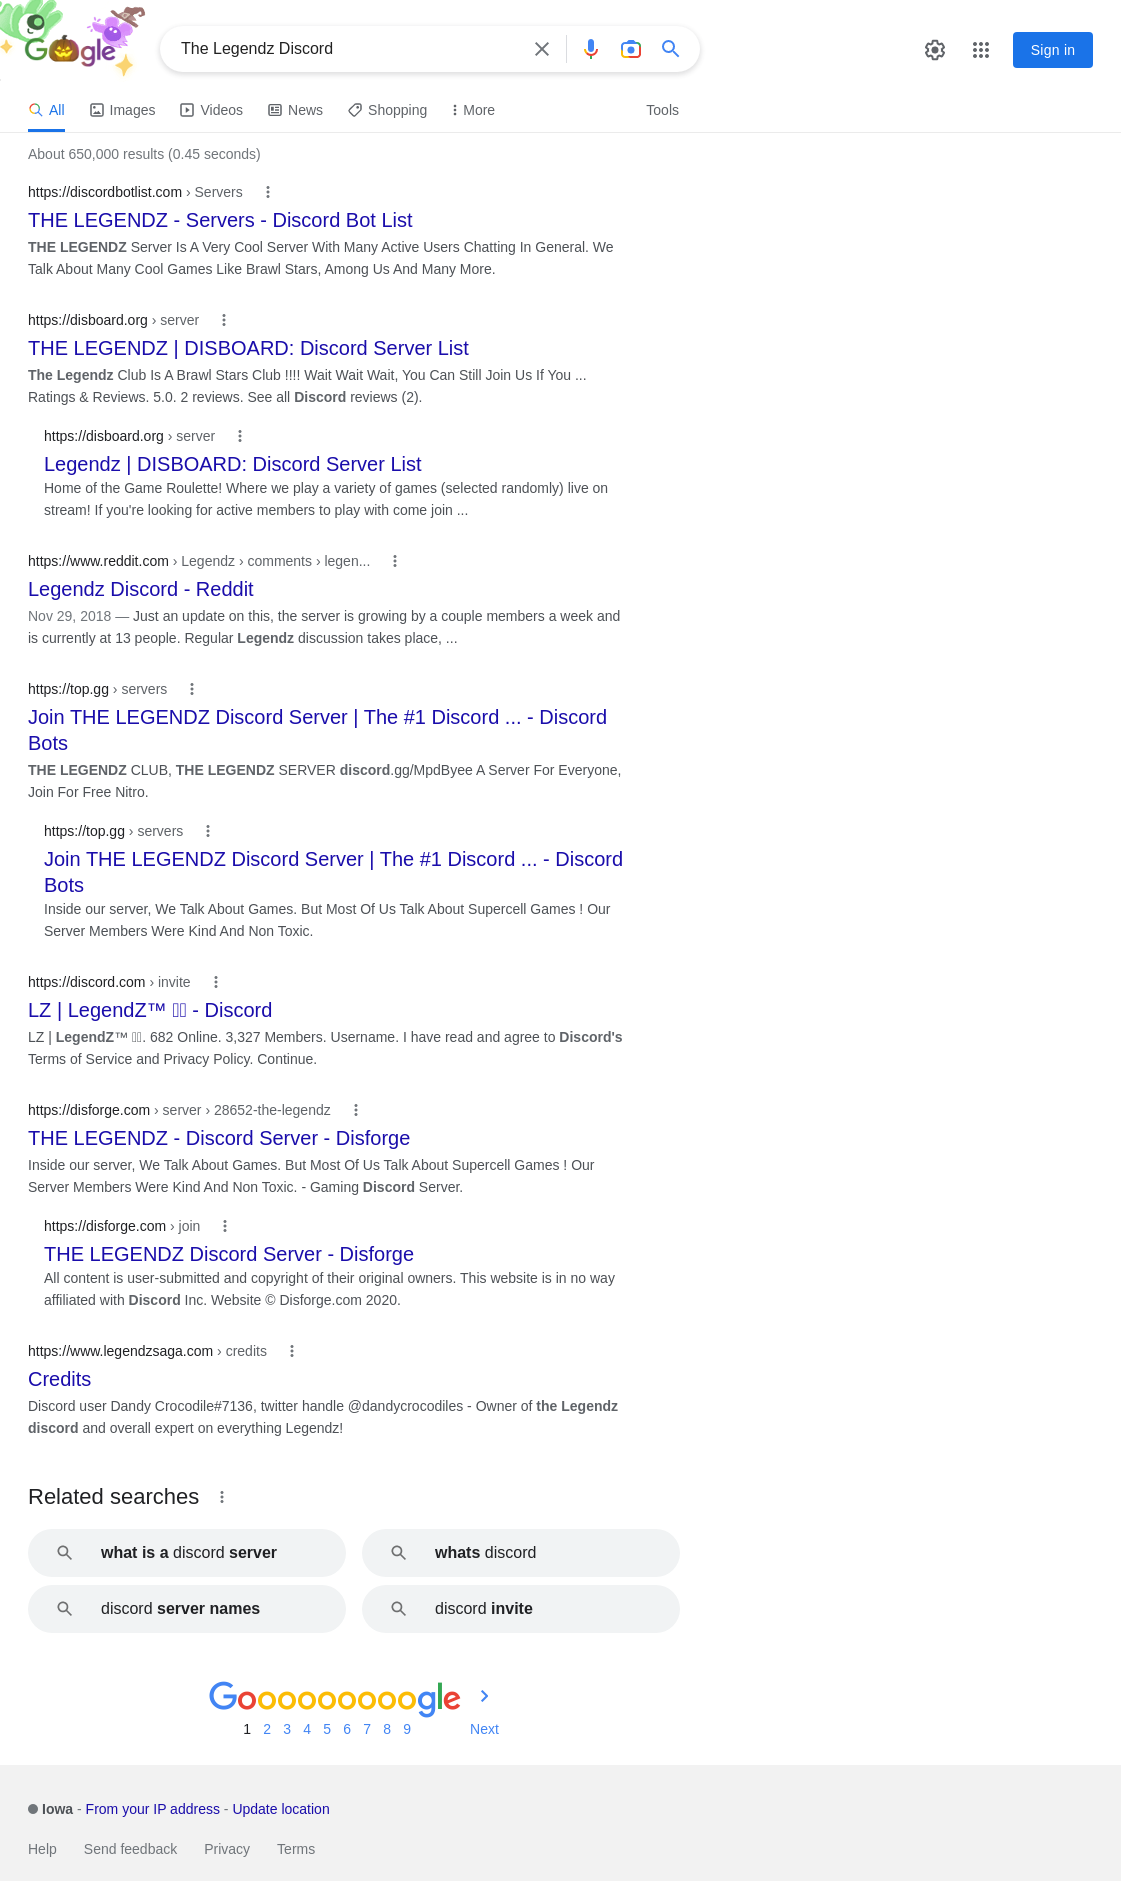 Google
The Legendz Discord
Sign in
All
Images
Videos
News
Shopping
More
Tools
About 650,000 results (0.45 seconds)
https://discordbotlist.com › Servers
THE LEGENDZ - Servers - Discord Bot List
THE LEGENDZ Server Is A Very Cool Server With Many Active Users Chatting In General. We
Talk About Many Cool Games Like Brawl Stars, Among Us And Many More.
https://disboard.org › server
THE LEGENDZ | DISBOARD: Discord Server List
The Legendz Club Is A Brawl Stars Club !!!! Wait Wait Wait, You Can Still Join Us If You ...
Ratings & Reviews. 5.0. 2 reviews. See all Discord reviews (2).
https://disboard.org › server
Legendz | DISBOARD: Discord Server List
Home of the Game Roulette! Where we play a variety of games (selected randomly) live on
stream! If you're looking for active members to play with come join ...
https://www.reddit.com › Legendz › comments › legen...
Legendz Discord - Reddit
Nov 29, 2018 — Just an update on this, the server is growing by a couple members a week and
is currently at 13 people. Regular Legendz discussion takes place, ...
https://top.gg › servers
Join THE LEGENDZ Discord Server | The #1 Discord ... - Discord
Bots
THE LEGENDZ CLUB, THE LEGENDZ SERVER discord.gg/MpdByee A Server For Everyone,
Join For Free Nitro.
https://top.gg › servers
Join THE LEGENDZ Discord Server | The #1 Discord ... - Discord
Bots
Inside our server, We Talk About Games. But Most Of Us Talk About Supercell Games ! Our
Server Members Were Kind And Non Toxic.
https://discord.com › invite
LZ | LegendZ™ - Discord
LZ | LegendZ™ . 682 Online. 3,327 Members. Username. I have read and agree to Discord's
Terms of Service and Privacy Policy. Continue.
https://disforge.com › server › 28652-the-legendz
THE LEGENDZ - Discord Server - Disforge
Inside our server, We Talk About Games. But Most Of Us Talk About Supercell Games ! Our
Server Members Were Kind And Non Toxic. - Gaming Discord Server.
https://disforge.com › join
THE LEGENDZ Discord Server - Disforge
All content is user-submitted and copyright of their original owners. This website is in no way
affiliated with Discord Inc. Website © Disforge.com 2020.
https://www.legendzsaga.com › credits
Credits
Discord user Dandy Crocodile#7136, twitter handle @dandycrocodiles - Owner of the Legendz
discord and overall expert on everything Legendz!
Related searches
what is a discord server
whats discord
discord server names
discord invite
Gooooooooogle
1 2 3 4 5 6 7 8 9 Next
Iowa - From your IP address - Update location
Help Send feedback Privacy Terms